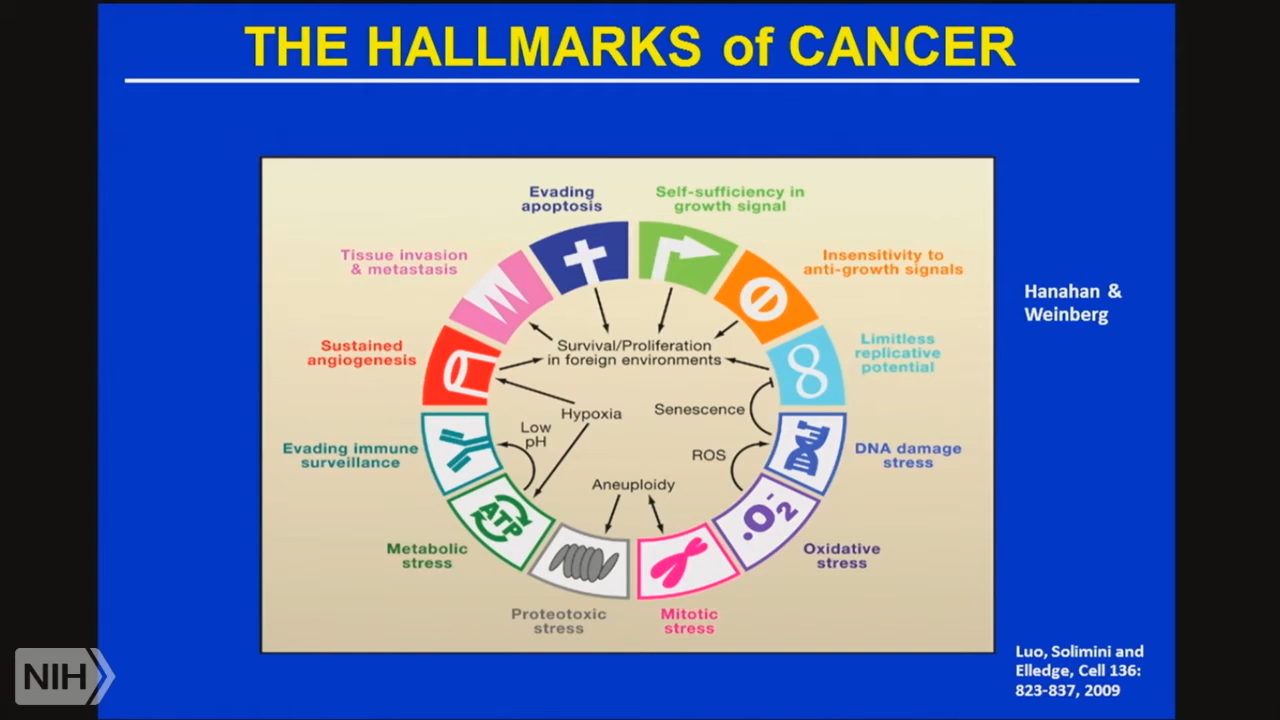 THE HALLMARKS of CANCER
Evading
apoptosis
Self-sufficiency in
growth signal
Tissue invasion
& metastasis
Insensitivity to
anti-growth signals
Hanahan &
Weinberg
Sustained
angiogenesis
Survival/Proliferation
in foreign environments
Limitless
replicative
potential
8
Hypoxia
Senescence
Low
pH
Evading immune
surveillance
ROS
DNA damage
stress
Aneuploidy
ATP
·O₂⁻
Metabolic
stress
Oxidative
stress
Proteotoxic
stress
Mitotic
stress
Luo, Solimini and
Elledge, Cell 136:
823-837, 2009
NIH